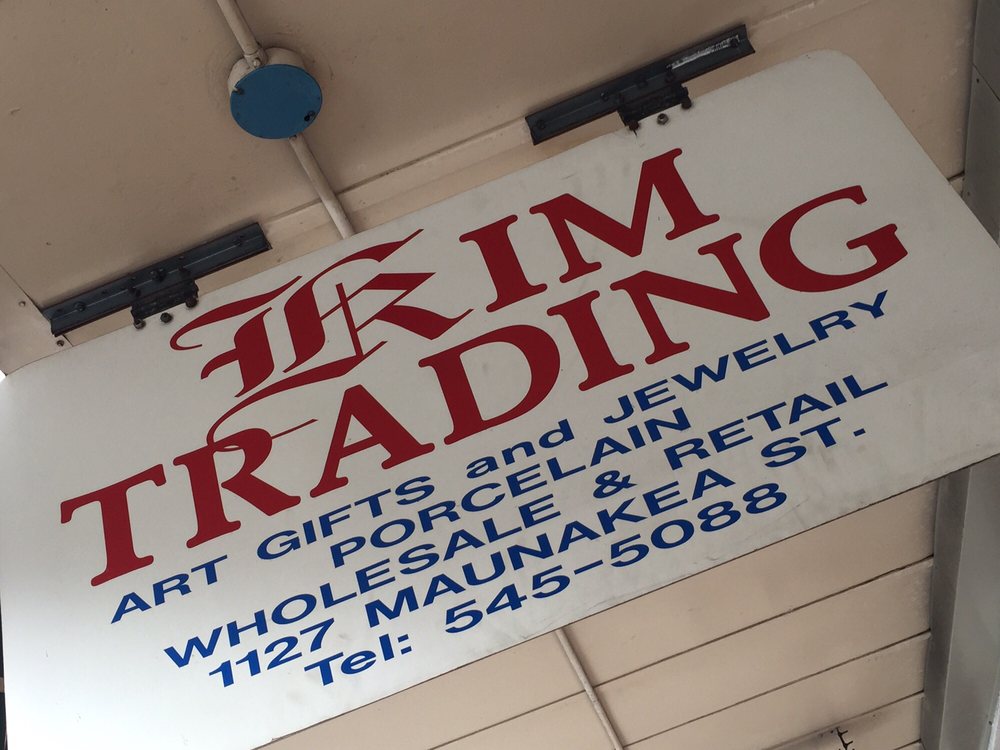 KIM
TRADING
ART GIFTS and JEWELRY
PORCELAIN
WHOLESALE & RETAIL
1127 MAUNAKEA ST.
Tel: 545-5088